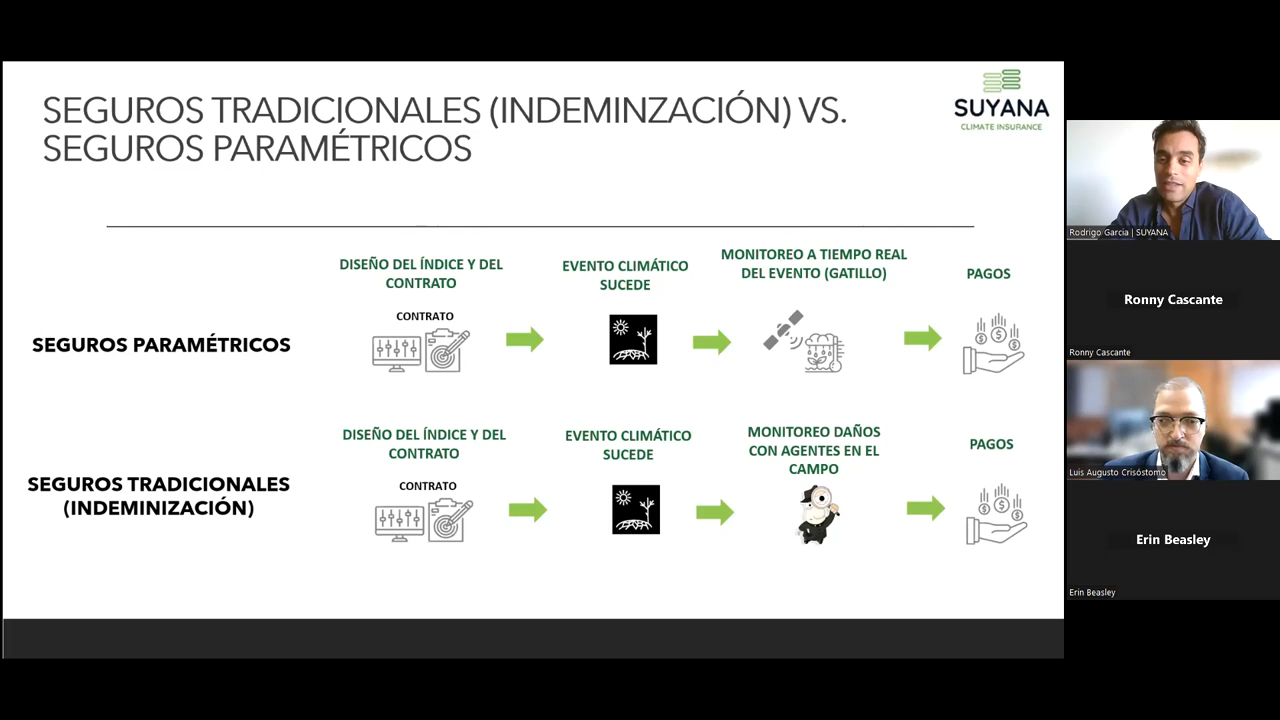 SEGUROS TRADICIONALES (INDEMINZACIÓN) VS.
SEGUROS PARAMÉTRICOS
SUYANA
CLIMATE INSURANCE
SEGUROS PARAMÉTRICOS
DISEÑO DEL ÍNDICE Y DEL
CONTRATO
CONTRATO
EVENTO CLIMÁTICO
SUCEDE
MONITOREO A TIEMPO REAL
DEL EVENTO (GATILLO)
PAGOS
SEGUROS TRADICIONALES
(INDEMINIZACIÓN)
DISEÑO DEL ÍNDICE Y DEL
CONTRATO
CONTRATO
EVENTO CLIMÁTICO
SUCEDE
MONITOREO DAÑOS
CON AGENTES EN EL
CAMPO
PAGOS
Rodrigo Garcia | SUYANA
Ronny Cascante
Ronny Cascante
Luis Augusto Crisóstomo
Erin Beasley
Erin Beasley